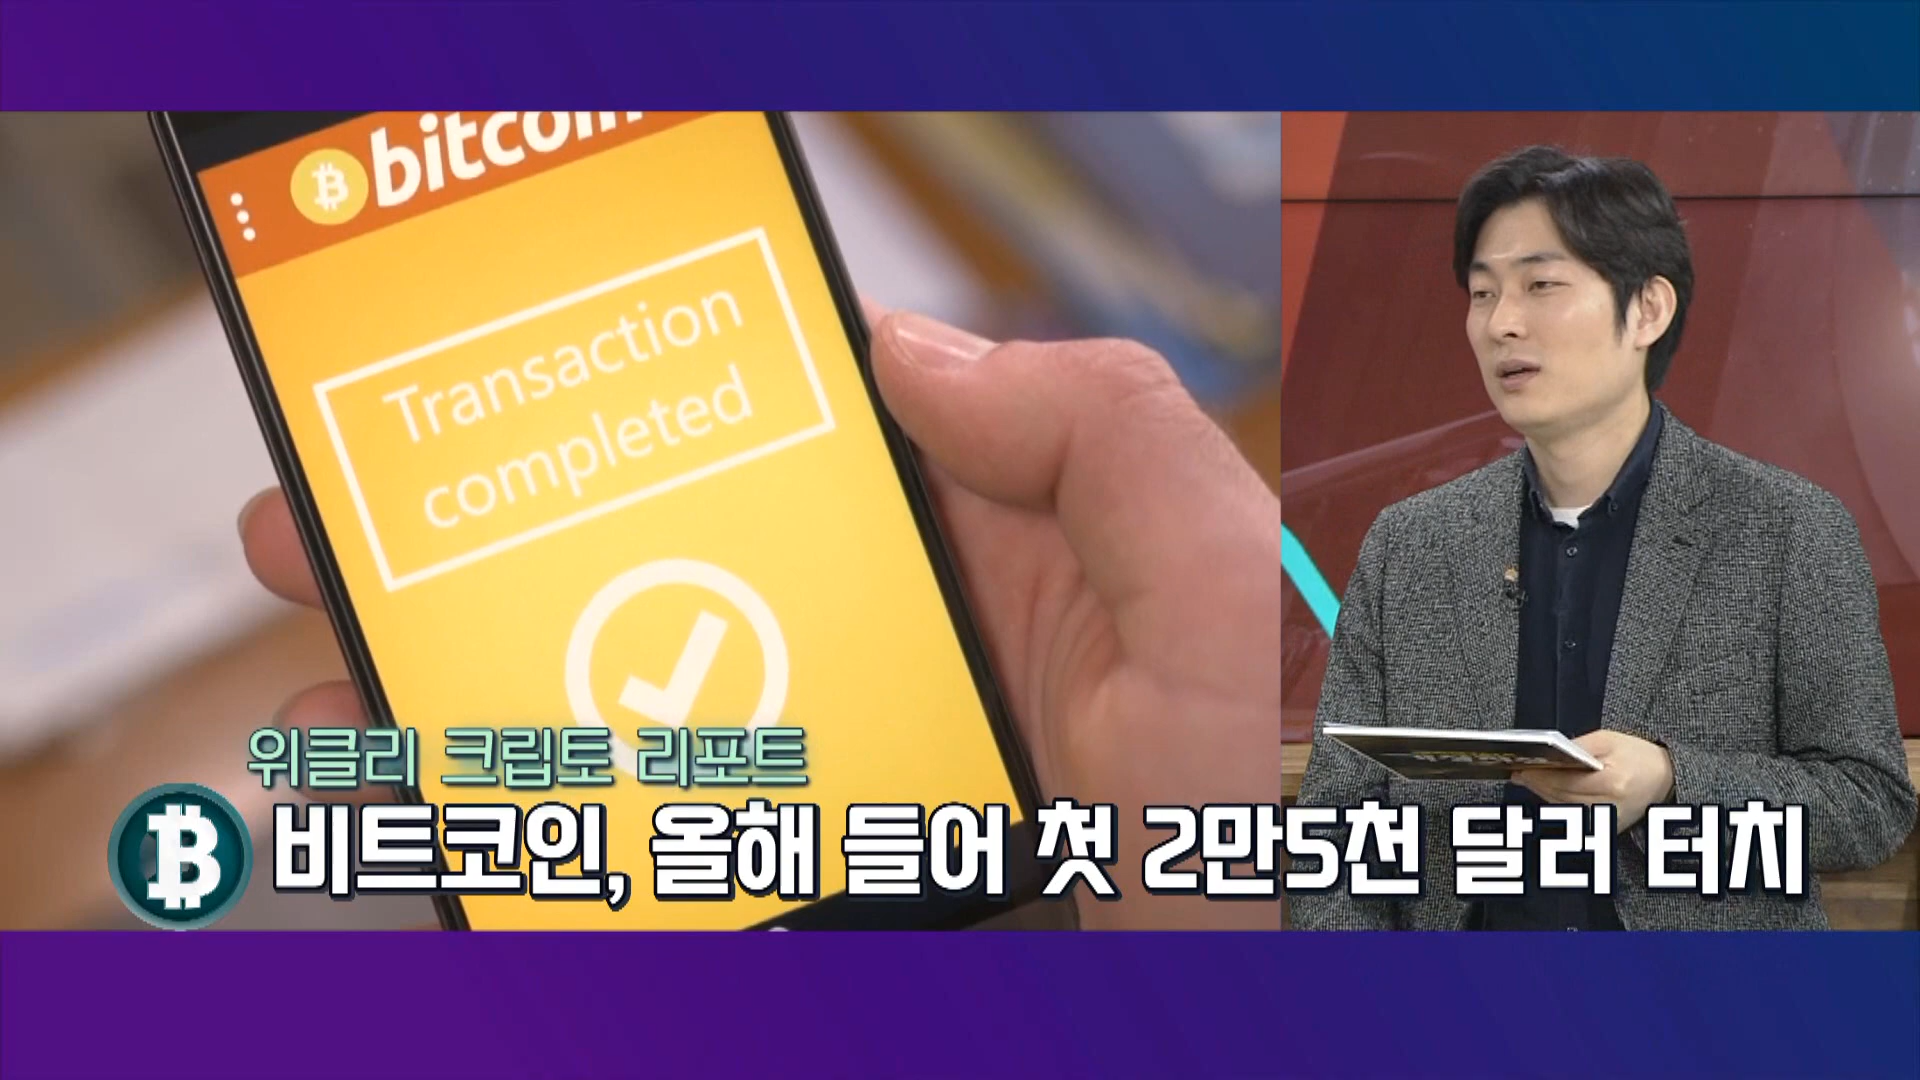 bitcoin
Transaction
completed
위클리 크립토 리포트
비트코인, 올해 들어 첫 2만5천 달러 터치